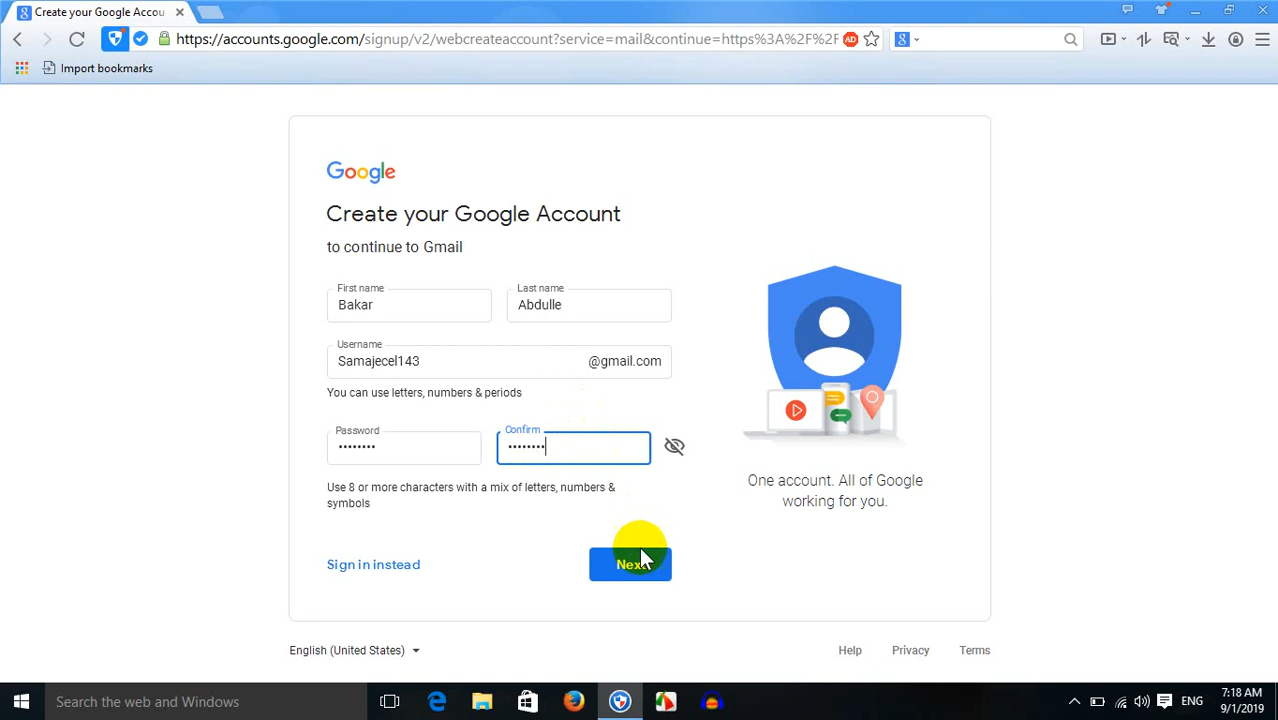 Create your Google Accou
https://accounts.google.com/signup/v2/webcreateaccount?service=mail&continue=https%3A%2F%2F
AD
Import bookmarks
Google
Create your Google Account
to continue to Gmail
First name
Last name
Bakar
Abdulle
Username
Samajecel143
@gmail.com
You can use letters, numbers & periods
Password
Confirm
••••••••
••••••••
Use 8 or more characters with a mix of letters, numbers &
symbols
One account. All of Google
working for you.
Sign in instead
English (United States)
Help
Privacy
Terms
Search the web and Windows
ENG
7:18 AM
9/1/2019